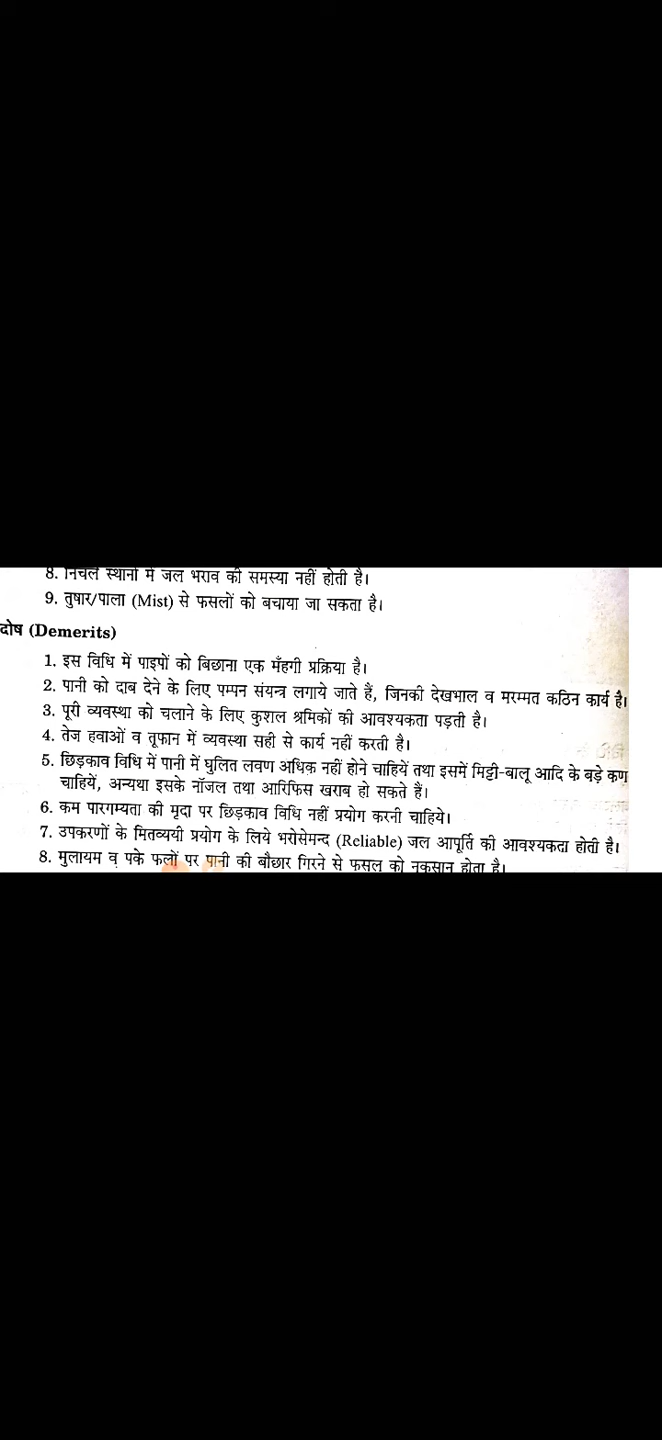 8. निचले स्थानों में जल भराव की समस्या नहीं होती है।
9. तुषार/पाला (Mist) से फसलों को बचाया जा सकता है।
दोष (Demerits)
1. इस विधि में पाइपों को बिछाना एक मँहगी प्रक्रिया है।
2. पानी को दाब देने के लिए पम्पन संयन्त्र लगाये जाते हैं, जिनकी देखभाल व मरम्मत कठिन कार्य है।
3. पूरी व्यवस्था को चलाने के लिए कुशल श्रमिकों की आवश्यकता पड़ती है।
4. तेज हवाओं व तूफान में व्यवस्था सही से कार्य नहीं करती है।
5. छिड़काव विधि में पानी में घुलित लवण अधिक नहीं होने चाहियें तथा इसमें मिट्टी-बालू आदि के बड़े कण
चाहियें, अन्यथा इसके नॉजल तथा आरिफिस खराब हो सकते हैं।
6. कम पारगम्यता की मृदा पर छिड़काव विधि नहीं प्रयोग करनी चाहिये।
7. उपकरणों के मितव्ययी प्रयोग के लिये भरोसेमन्द (Reliable) जल आपूर्ति की आवश्यकता होती है।
8. मुलायम व पके फलों पर पानी की बौछार गिरने से फसल को नुकसान होता है।